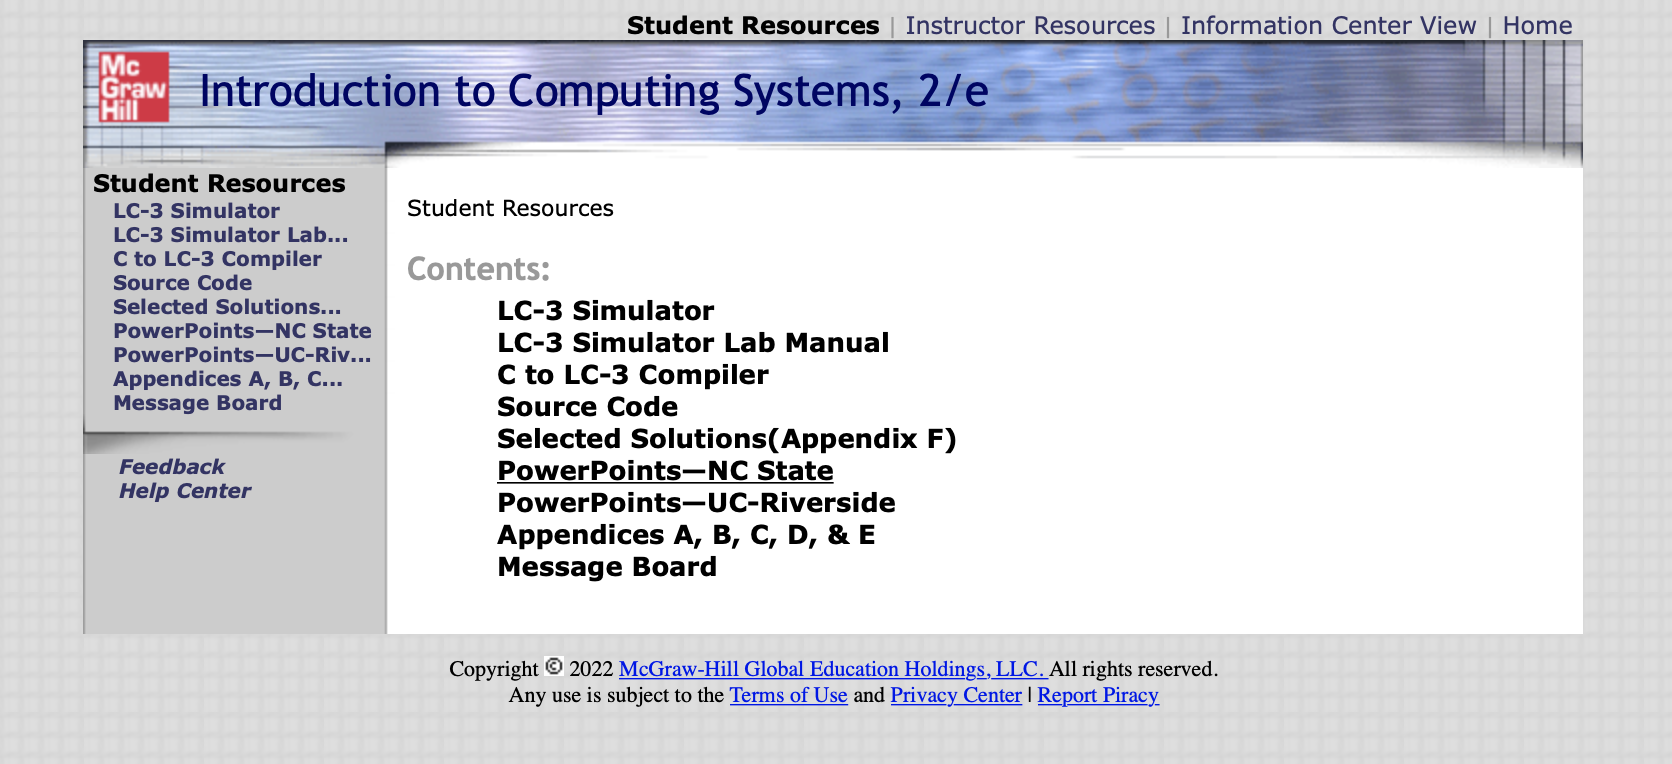 Student Resources | Instructor Resources | Information Center View | Home
Mc
Graw
Hill
Introduction to Computing Systems, 2/e
Student Resources
LC-3 Simulator
LC-3 Simulator Lab...
C to LC-3 Compiler
Source Code
Selected Solutions...
PowerPoints—NC State
PowerPoints—UC-Riv...
Appendices A, B, C...
Message Board
Feedback
Help Center
Student Resources
Contents:
LC-3 Simulator
LC-3 Simulator Lab Manual
C to LC-3 Compiler
Source Code
Selected Solutions(Appendix F)
PowerPoints—NC State
PowerPoints—UC-Riverside
Appendices A, B, C, D, & E
Message Board
Copyright © 2022 McGraw-Hill Global Education Holdings, LLC. All rights reserved.
Any use is subject to the Terms of Use and Privacy Center | Report Piracy